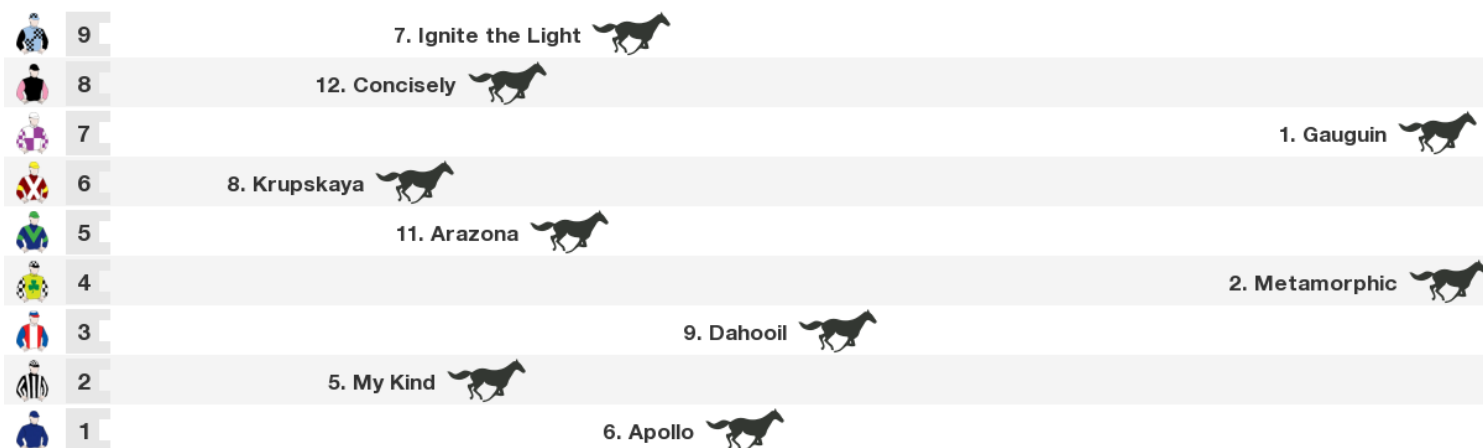 9 7. Ignite the Light
8 12. Concisely
7 1. Gauguin
6 8. Krupskaya
5 11. Arazona
4 2. Metamorphic
3 9. Dahooil
2 5. My Kind
1 6. Apollo